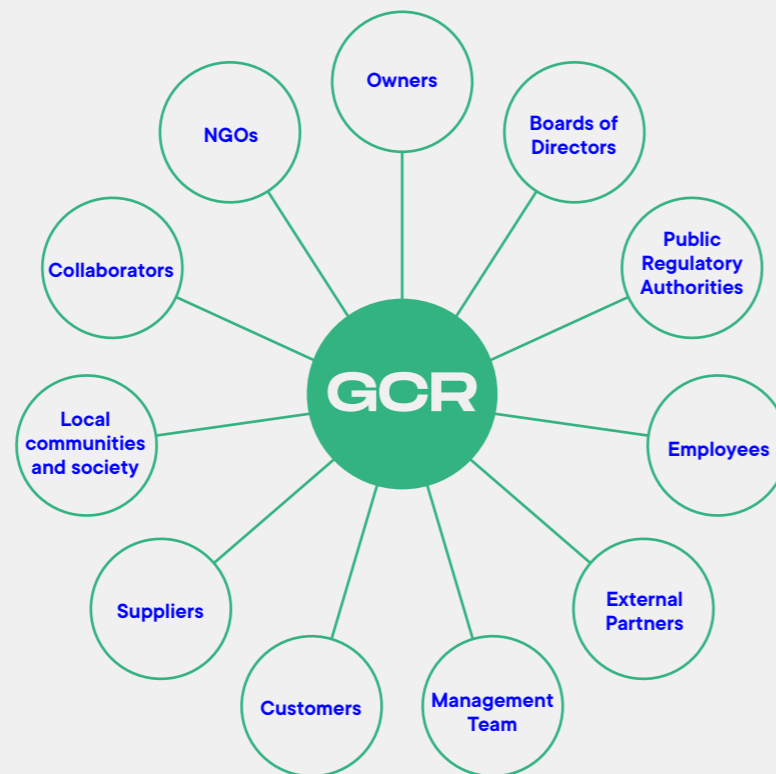 Owners
Boards of
Directors
Public
Regulatory
Authorities
Employees
External
Partners
Management
Team
Customers
Suppliers
Local
communities
and society
Collaborators
NGOs
GCR